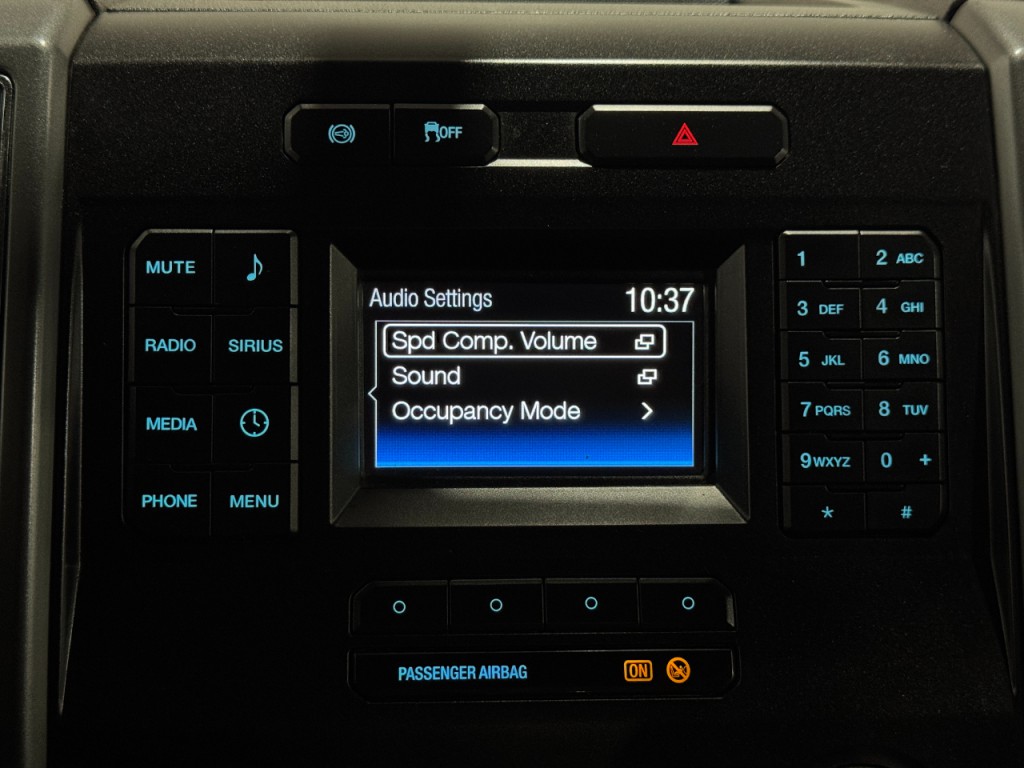 OFF
MUTE
RADIO SIRIUS
MEDIA
PHONE MENU
Audio Settings 10:37
Spd Comp. Volume
Sound
Occupancy Mode
1 2 ABC
3 DEF 4 GHI
5 JKL 6 MNO
7 PQRS 8 TUV
9 WXYZ 0 +
* #
PASSENGER AIRBAG ON